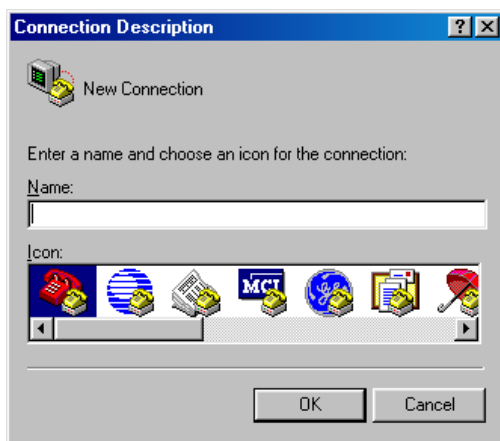 Connection Description
New Connection
Enter a name and choose an icon for the connection:
Name:
Icon:
MCI
OK
Cancel